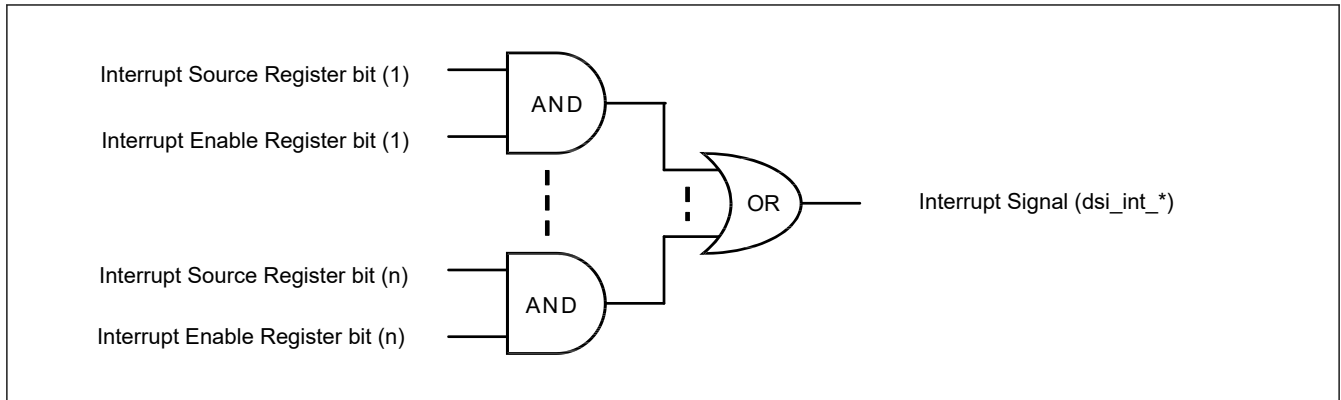 Interrupt Source Register bit (1)
AND
Interrupt Enable Register bit (1)
OR
Interrupt Signal (dsi_int_*)
Interrupt Source Register bit (n)
AND
Interrupt Enable Register bit (n)